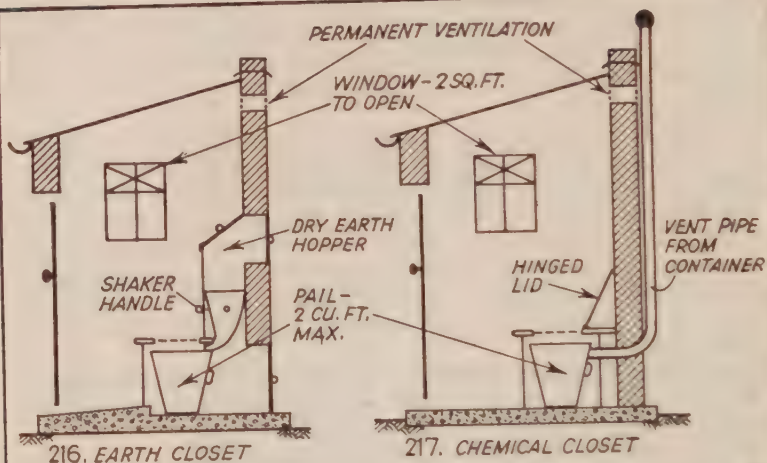 PERMANENT VENTILATION
WINDOW-2 SQ.FT.
TO OPEN
DRY EARTH
HOPPER
SHAKER
HANDLE
PAIL-
2 CU. FT.
MAX.
HINGED
LID
VENT PIPE
FROM
CONTAINER
216. EARTH CLOSET
217. CHEMICAL CLOSET